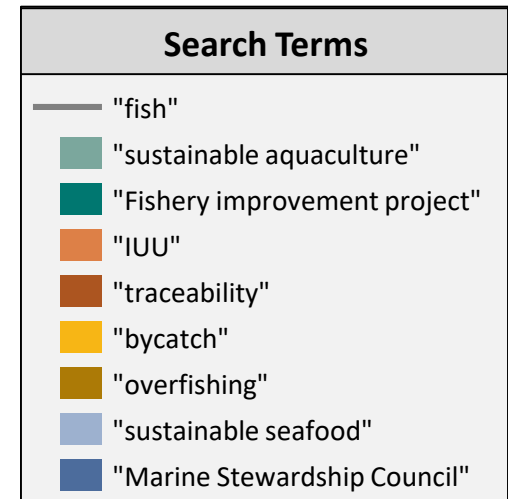 Search Terms
"fish"
"sustainable aquaculture"
"Fishery improvement project"
"IUU"
"traceability"
"bycatch"
"overfishing"
"sustainable seafood"
"Marine Stewardship Council"